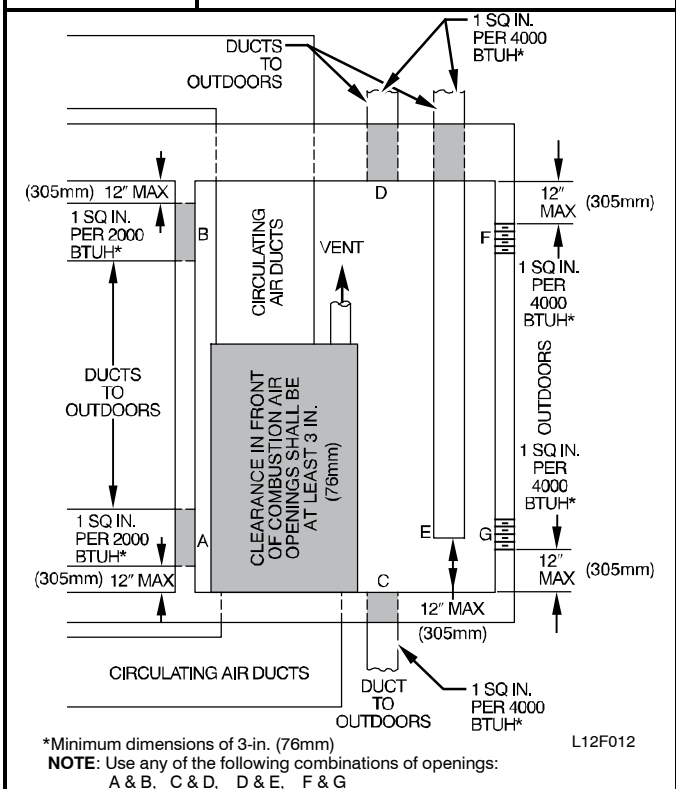 DUCTS
TO
OUTDOORS
1 SQ IN.
PER 4000
BTUH*
(305mm) 12″ MAX
1 SQ IN.
PER 2000
BTUH*
B
D
12″
MAX
(305mm)
F
CIRCULATING
AIR DUCTS
VENT
1 SQ IN.
PER
4000
BTUH*
DUCTS
TO
OUTDOORS
OUTDOORS
CLEARANCE IN FRONT
OF COMBUSTION AIR
OPENINGS SHALL BE
AT LEAST 3 IN.
(76mm)
1 SQ IN.
PER
4000
BTUH*
1 SQ IN.
PER 2000
BTUH*
A
E
G
(305mm) 12″ MAX
C
12″ MAX
(305mm)
12″
MAX
(305mm)
CIRCULATING AIR DUCTS
DUCT
TO
OUTDOORS
1 SQ IN.
PER 4000
BTUH*
*Minimum dimensions of 3-in. (76mm)
L12F012
NOTE: Use any of the following combinations of openings:
A & B, C & D, D & E, F & G